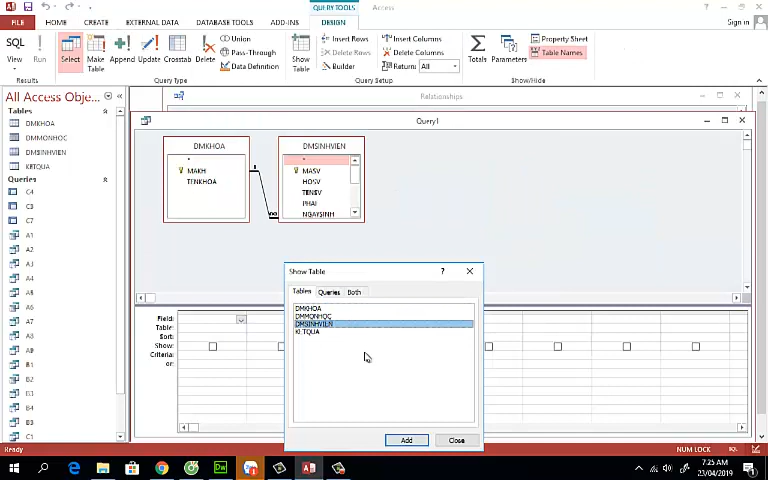 QUERY TOOLS
Access
FILE
HOME
CREATE
EXTERNAL DATA
DATABASE TOOLS
ADD-INS
DESIGN
Sign in
SQL
View
Run
Select
Make
Table
Append
Update
Crosstab
Delete
Union
Pass-Through
Data Definition
Show
Table
Insert Rows
Delete Rows
Builder
Insert Columns
Delete Columns
Return: All
Totals
Parameters
Property Sheet
Table Names
Results
Query Type
Query Setup
Show/Hide
All Access Obje...
Tables
DMKHOA
DMMONHOC
DMSINHVIEN
KETQUA
Queries
C4
C7
A1
A2
A3
A4
A5
A6
A7
A8
A9
B1
B2
B3
B4
C1
Relationships
Query1
DMKHOA
*
MAKH
TENKHOA
DMSINHVIEN
*
MASV
HOSV
TENSV
PHAI
NGAYSINH
Show Table
?
Tables
Queries
Both
DMKHOA
DMMONHOC
DMSINHVIEN
KETQUA
Add
Close
Field:
Table:
Sort:
Show:
Criteria:
or:
Ready
NUM LOCK
SQL
7:25 AM
23/04/2019